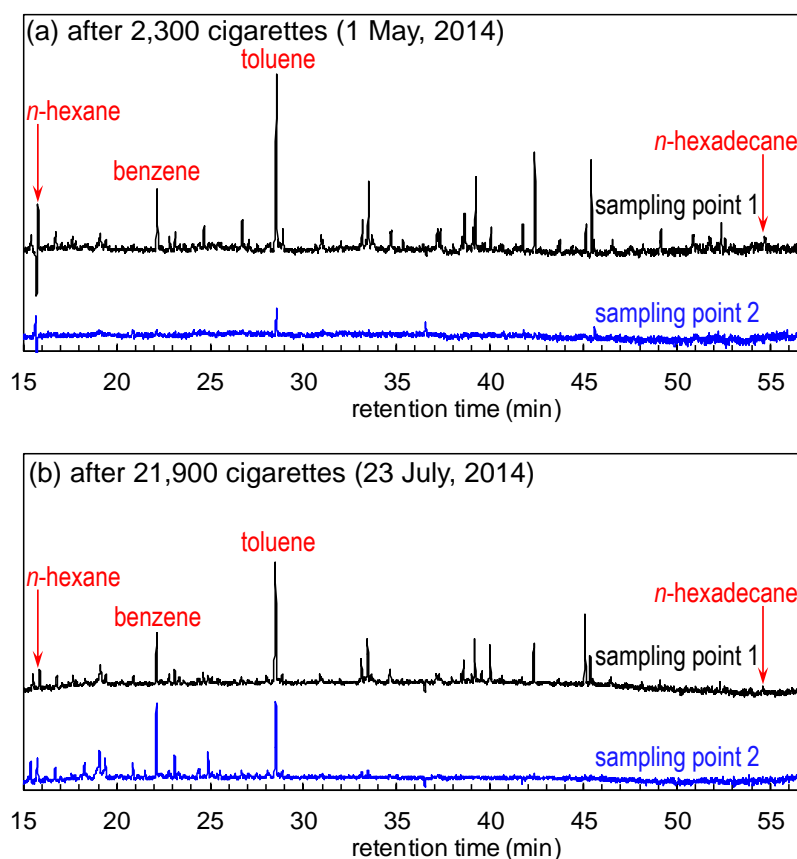 (a) after 2,300 cigarettes (1 May, 2014)
toluene
n-hexane
benzene
n-hexadecane
sampling point 1
sampling point 2
15 20 25 30 35 40 45 50 55
retention time (min)
(b) after 21,900 cigarettes (23 July, 2014)
toluene
n-hexane
benzene
n-hexadecane
sampling point 1
sampling point 2
15 20 25 30 35 40 45 50 55
retention time (min)